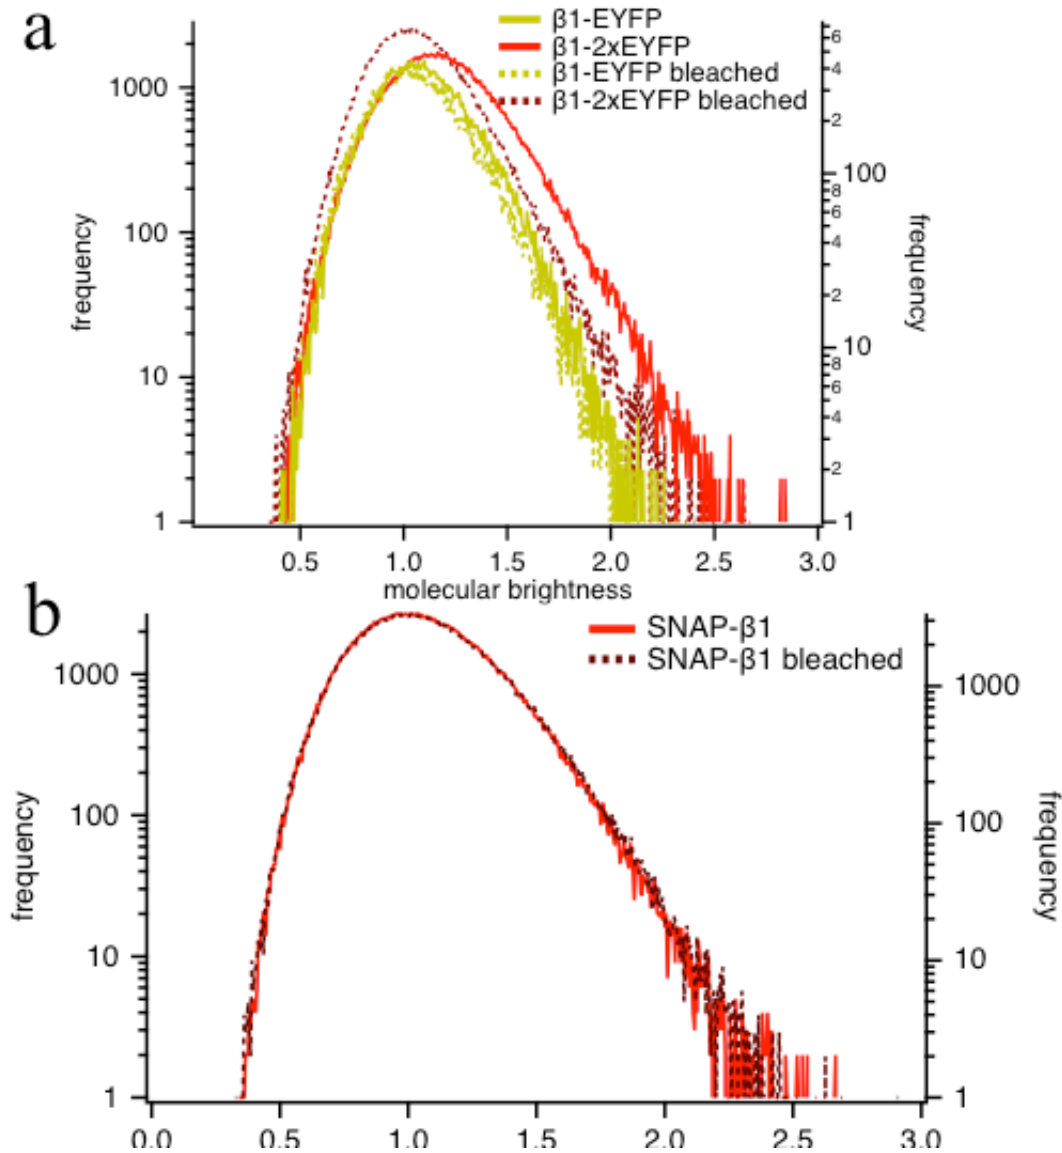 a
β1-EYFP
β1-2xEYFP
β1-EYFP bleached
β1-2xEYFP bleached
1000
100
10
1
frequency
6
4
2
100
8
6
4
2
10
8
6
4
2
1
frequency
0.5 1.0 1.5 2.0 2.5 3.0
molecular brightness
b
SNAP-β1
SNAP-β1 bleached
1000
100
10
1
frequency
1000
100
10
1
frequency
0.0 0.5 1.0 1.5 2.0 2.5 3.0